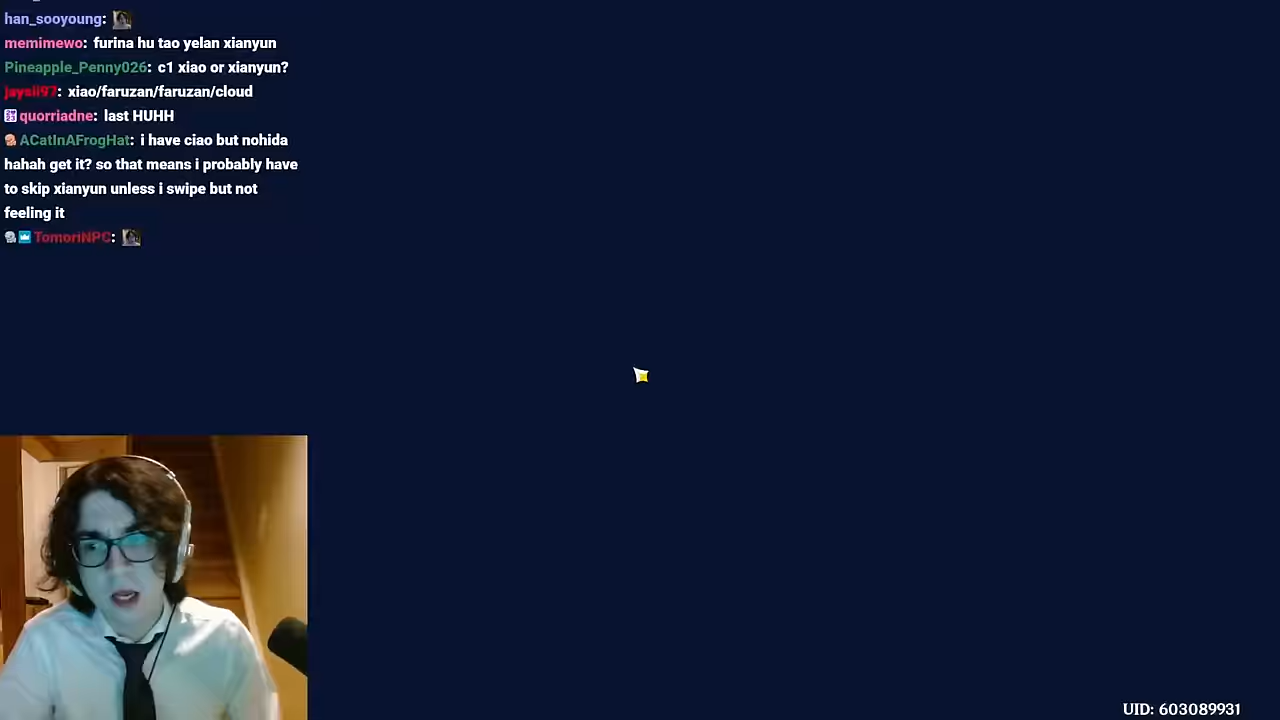 han_sooyoung:
memimewo: furina hu tao yelan xianyun
Pineapple_Penny026: c1 xiao or xianyun?
jaysii97: xiao/faruzan/faruzan/cloud
quorriadne: last HUHH
ACatInAFrogHat: i have ciao but nohida
hahah get it? so that means i probably have
to skip xianyun unless i swipe but not
feeling it
TomoriNPC:
UID: 603089931